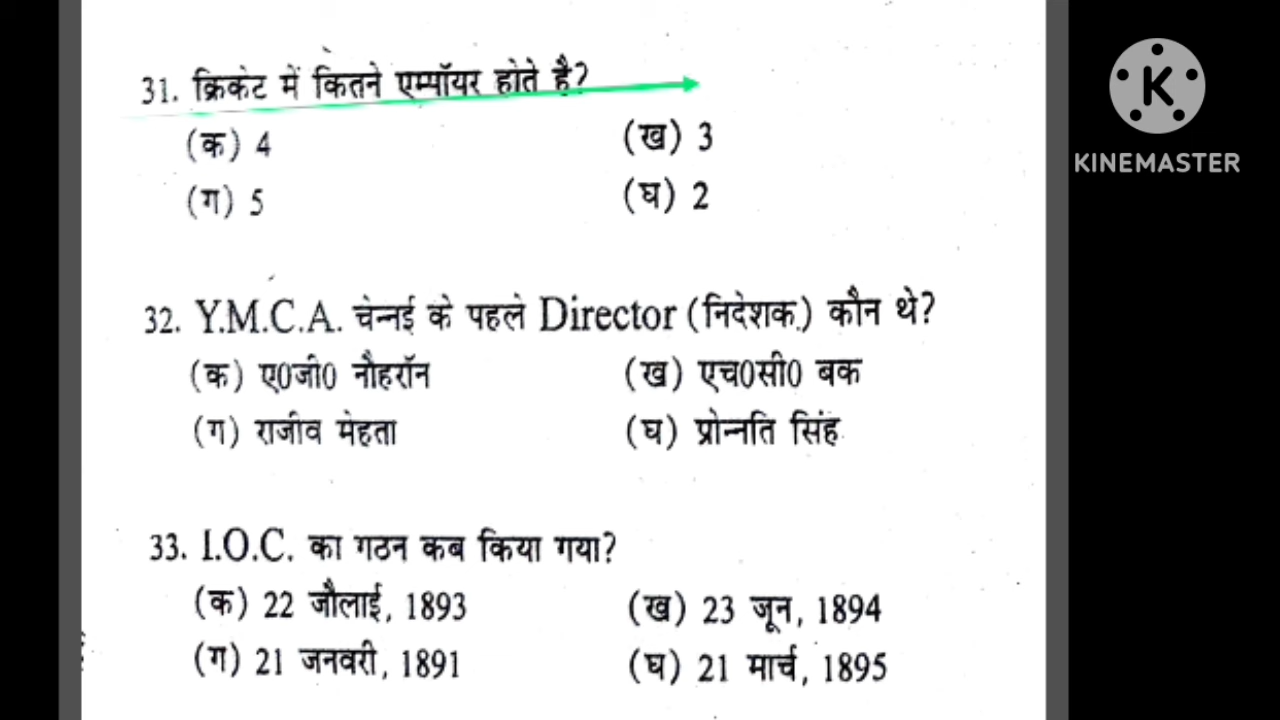 31. क्रिकेट में कितने एम्पॉयर होते है?
(क) 4 (ख) 3
(ग) 5 (घ) 2
32. Y.M.C.A. चेन्नई के पहले Director (निदेशक) कौन थे?
(क) ए0जी0 नौहरॉन (ख) एच0सी0 बक
(ग) राजीव मेहता (घ) प्रोन्नति सिंह
33. I.O.C. का गठन कब किया गया?
(क) 22 जौलाई, 1893 (ख) 23 जून, 1894
(ग) 21 जनवरी, 1891 (घ) 21 मार्च, 1895
K
KINEMASTER